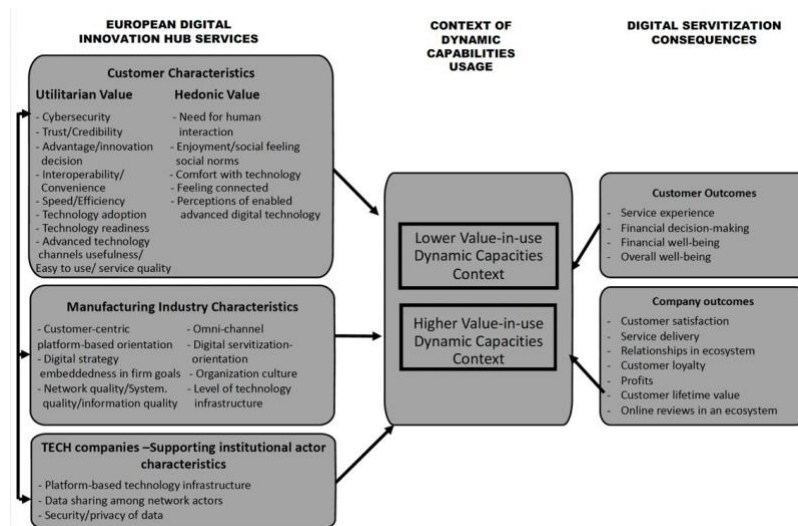 EUROPEAN DIGITAL
INNOVATION HUB SERVICES
CONTEXT OF
DYNAMIC
CAPABILITIES
USAGE
DIGITAL SERVITIZATION
CONSEQUENCES
Customer Characteristics
Utilitarian Value
- Cybersecurity
- Trust/Credibility
- Advantage/innovation
decision
- Interoperability/
Convenience
- Speed/Efficiency
- Technology adoption
- Technology readiness
- Advanced technology
channels usefulness/
Easy to use/ service quality
Hedonic Value
- Need for human
interaction
- Enjoyment/social feeling
social norms
- Comfort with technology
- Feeling connected
- Perceptions of enabled
advanced digital technology
Manufacturing Industry Characteristics
- Customer-centric
platform-based orientation
- Digital strategy
embeddedness in firm goals
- Network quality/System.
quality/information quality
- Omni-channel
- Digital servitization-
orientation
- Organization culture
- Level of technology
infrastructure
TECH companies –Supporting institutional actor
characteristics
- Platform-based technology infrastructure
- Data sharing among network actors
- Security/privacy of data
Lower Value-in-use
Dynamic Capacities
Context
Higher Value-in-use
Dynamic Capacities
Context
Customer Outcomes
- Service experience
- Financial decision-making
- Financial well-being
- Overall well-being
Company outcomes
- Customer satisfaction
- Service delivery
- Relationships in ecosystem
- Customer loyalty
- Profits
- Customer lifetime value
- Online reviews in an ecosystem